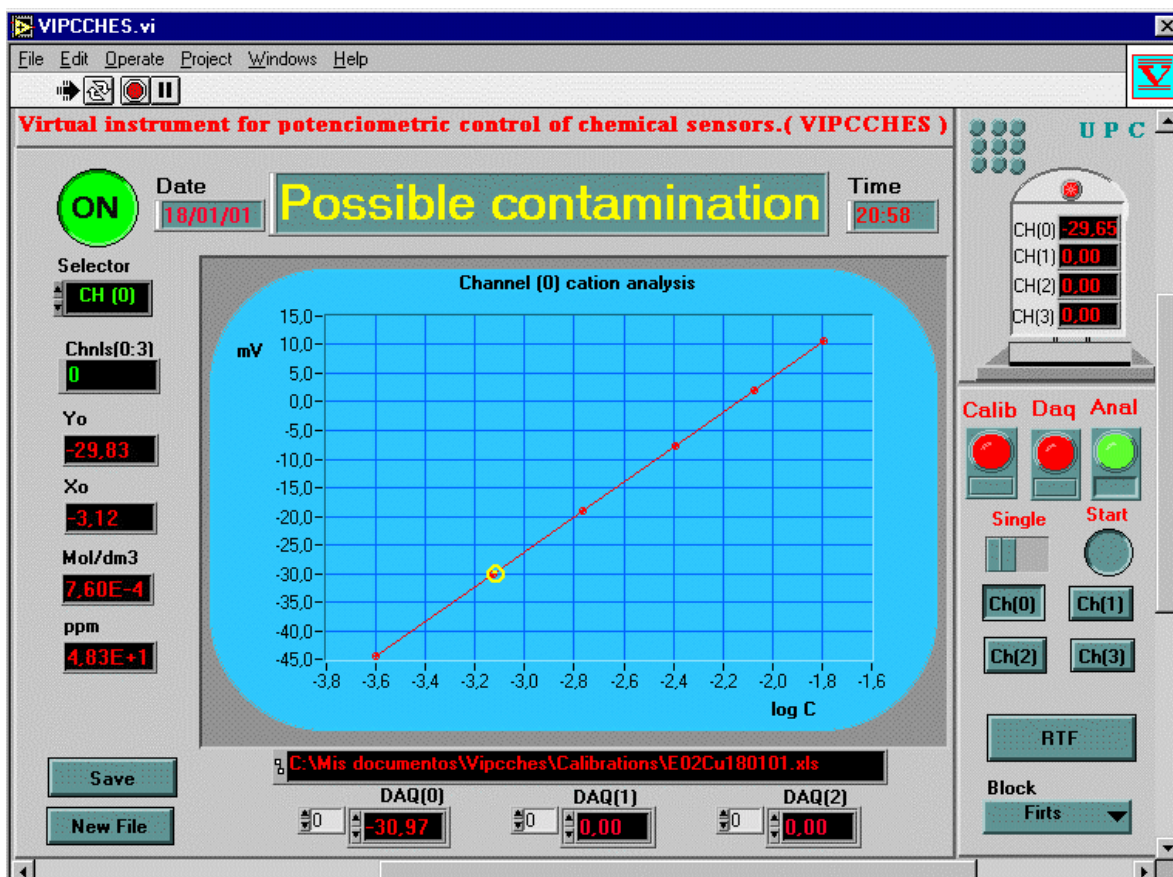 VIPCCHES.vi
File Edit Operate Project Windows Help
Virtual instrument for potenciometric control of chemical sensors.( VIPCCHES )
UPC
ON
Date
18/01/01
Possible contamination
Time
20:58
CH(0) -29,65
CH(1) 0,00
CH(2) 0,00
CH(3) 0,00
Selector
CH (0)
Chnls(0:3)
0
Yo
-29,83
Xo
-3,12
Mol/dm3
7,60E-4
ppm
4,83E+1
Channel (0) cation analysis
mV
15,0
10,0
5,0
0,0
-5,0
-10,0
-15,0
-20,0
-25,0
-30,0
-35,0
-40,0
-45,0
-3,8 -3,6 -3,4 -3,2 -3,0 -2,8 -2,6 -2,4 -2,2 -2,0 -1,8 -1,6
log C
Calib Daq Anal
Single Start
Ch(0) Ch(1)
Ch(2) Ch(3)
RTF
Block
Firts
Save
New File
C:\Mis documentos\Vipcches\Calibrations\E02Cu180101.xls
DAQ(0) DAQ(1) DAQ(2)
0 -30,97 0 0,00 0 0,00